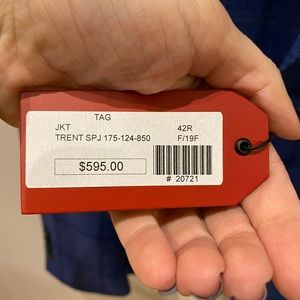 TAG
JKT 42R
TRENT SPJ 175-124-850 F/19F
$595.00
# 20721